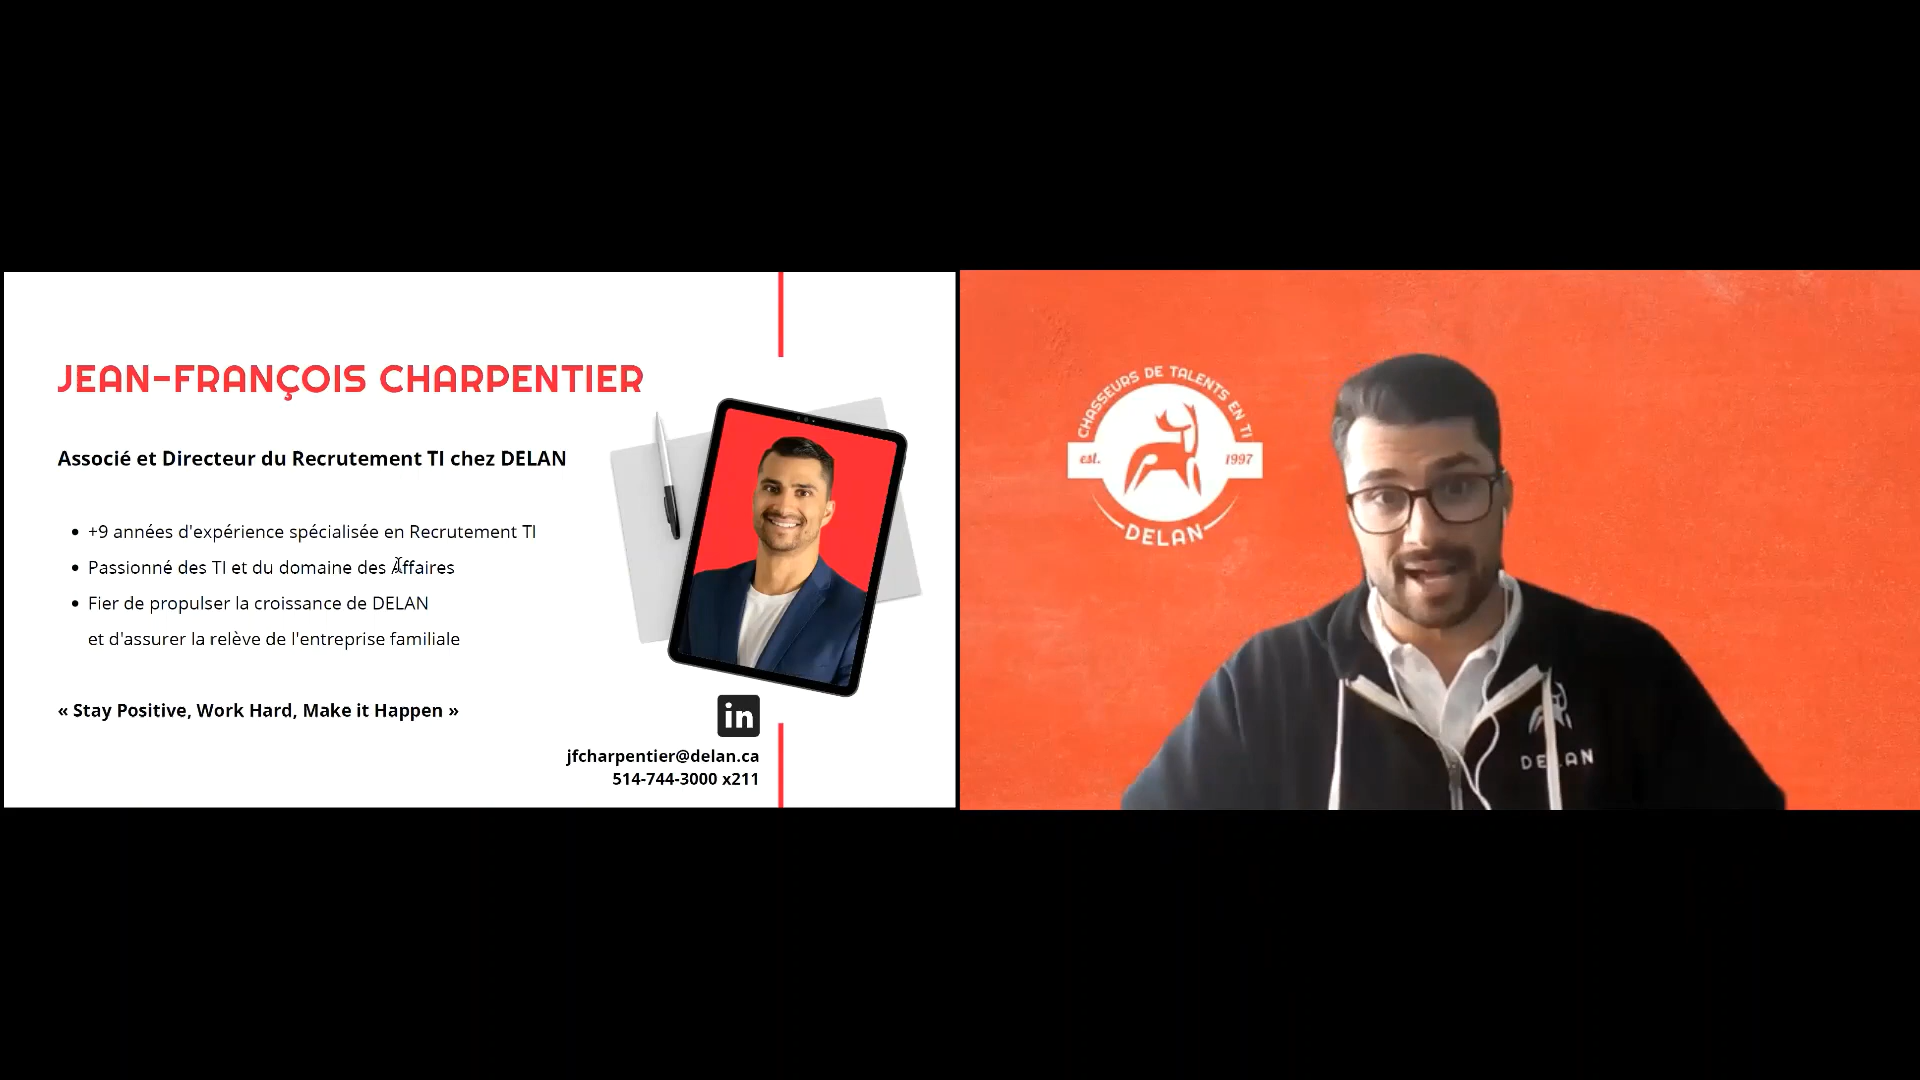 JEAN-FRANÇOIS CHARPENTIER
Associé et Directeur du Recrutement TI chez DELAN
• +9 années d'expérience spécialisée en Recrutement TI
• Passionné des TI et du domaine des Affaires
• Fier de propulser la croissance de DELAN
et d'assurer la relève de l'entreprise familiale
« Stay Positive, Work Hard, Make it Happen »
in
jfcharpentier@delan.ca
514-744-3000 x211
CHASSEURS DE TALENTS EN TI
est. 1997
DELAN
DELAN